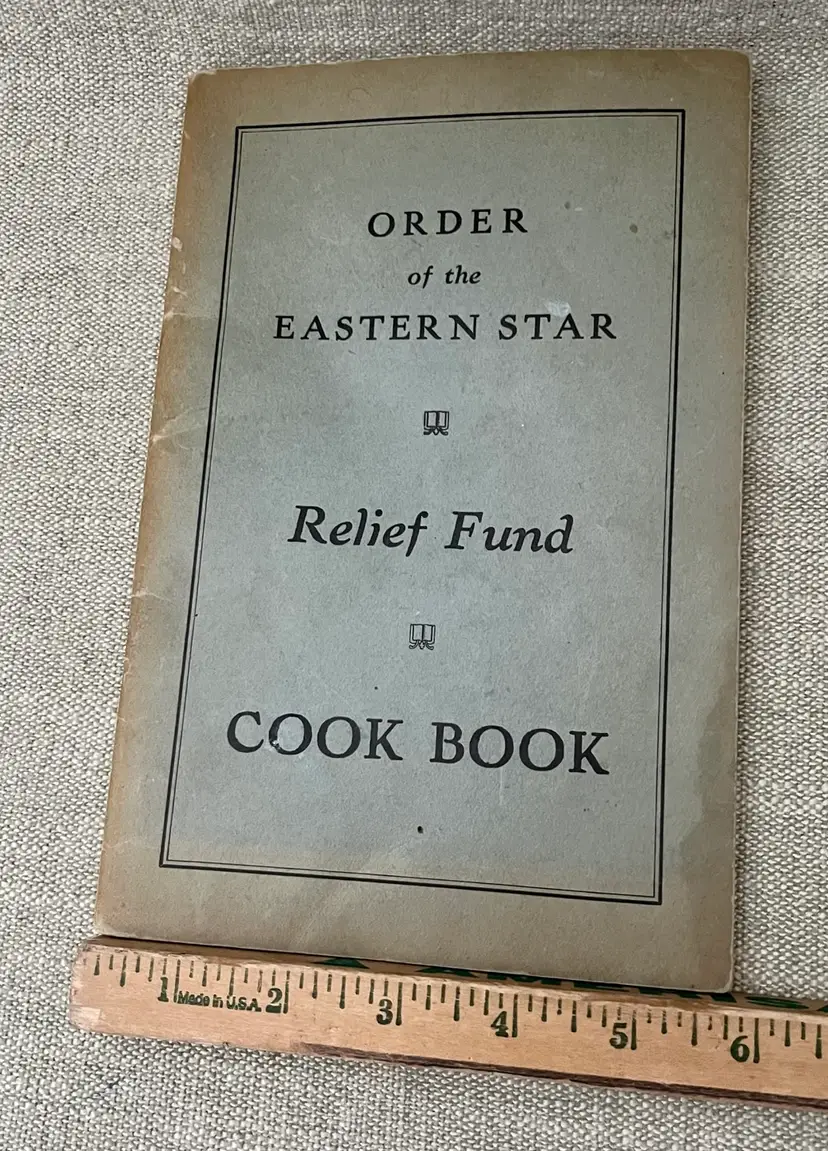 ORDER
of the
EASTERN STAR
Relief Fund
COOK BOOK
1 Made in U.S.A. 2 3 4 5 6